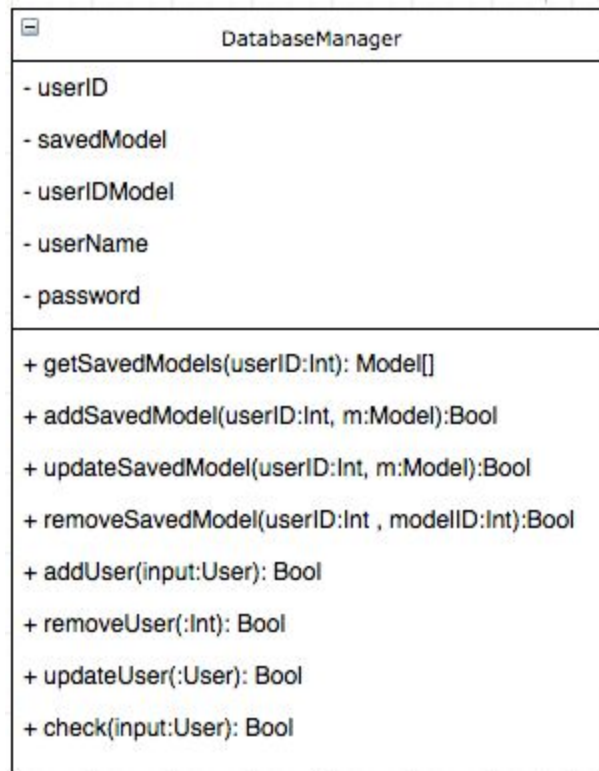 DatabaseManager
- userID
- savedModel
- userIDModel
- userName
- password
+ getSavedModels(userID:Int): Model[]
+ addSavedModel(userID:Int, m:Model):Bool
+ updateSavedModel(userID:Int, m:Model):Bool
+ removeSavedModel(userID:Int , modelID:Int):Bool
+ addUser(input:User): Bool
+ removeUser(:Int): Bool
+ updateUser(:User): Bool
+ check(input:User): Bool